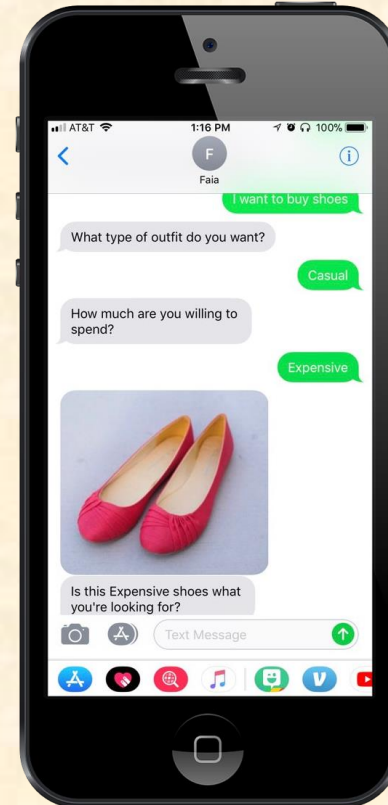 AT&T
1:16 PM
100%
F
Faia
I want to buy shoes
What type of outfit do you want?
Casual
How much are you willing to
spend?
Expensive
Is this Expensive shoes what
you're looking for?
Text Message